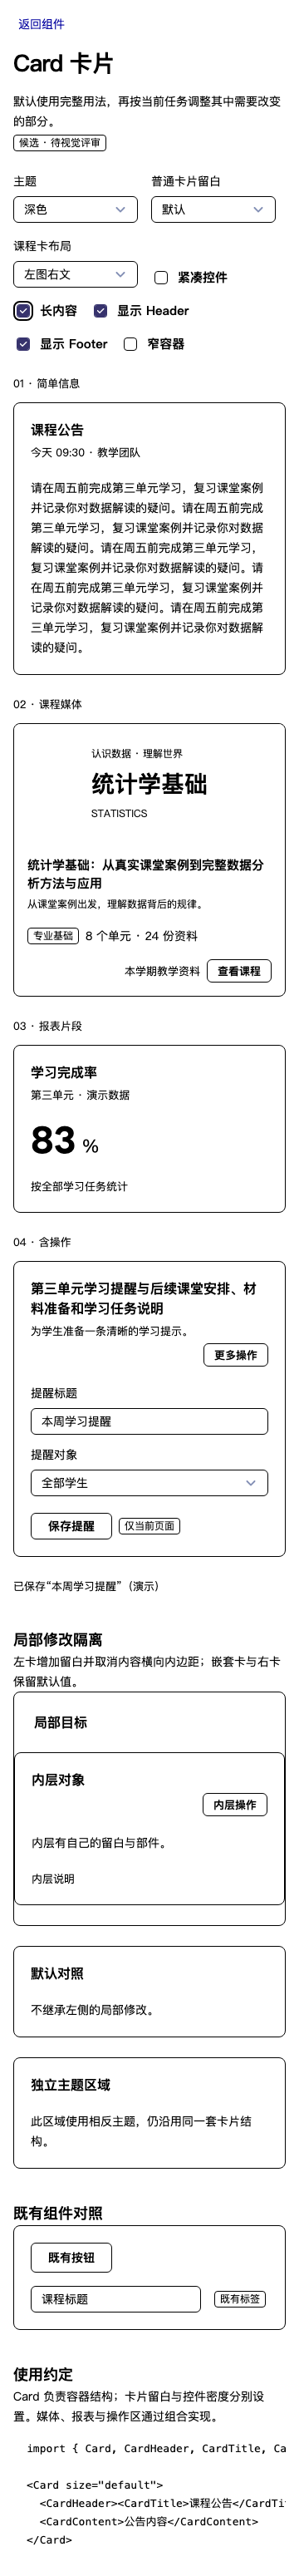 返回组件
Card 卡片
默认使用完整用法，再按当前任务调整其中需要改变
的部分。
候选 · 待视觉评审
主题
普通卡片留白
深色
默认
课程卡布局
左图右文
紧凑控件
长内容
显示 Header
显示 Footer
窄容器
01 · 简单信息
课程公告
今天 09:30 · 教学团队
请在周五前完成第三单元学习，复习课堂案例
并记录你对数据解读的疑问。请在周五前完成
第三单元学习，复习课堂案例并记录你对数据
解读的疑问。请在周五前完成第三单元学习，
复习课堂案例并记录你对数据解读的疑问。请
在周五前完成第三单元学习，复习课堂案例并
记录你对数据解读的疑问。请在周五前完成第
三单元学习，复习课堂案例并记录你对数据解
读的疑问。
02 · 课程媒体
认识数据 · 理解世界
统计学基础
STATISTICS
统计学基础：从真实课堂案例到完整数据分
析方法与应用
从课堂案例出发，理解数据背后的规律。
专业基础
8 个单元 · 24 份资料
本学期教学资料
查看课程
03 · 报表片段
学习完成率
第三单元 · 演示数据
83 %
按全部学习任务统计
04 · 含操作
第三单元学习提醒与后续课堂安排、材
料准备和学习任务说明
为学生准备一条清晰的学习提示。
更多操作
提醒标题
本周学习提醒
提醒对象
全部学生
保存提醒
仅当前页面
已保存“本周学习提醒”（演示）
局部修改隔离
左卡增加留白并取消内容横向内边距；嵌套卡与右卡
保留默认值。
局部目标
内层对象
内层操作
内层有自己的留白与部件。
内层说明
默认对照
不继承左侧的局部修改。
独立主题区域
此区域使用相反主题，仍沿用同一套卡片结
构。
既有组件对照
既有按钮
课程标题
既有标签
使用约定
Card 负责容器结构；卡片留白与控件密度分别设
置。媒体、报表与操作区通过组合实现。
import { Card, CardHeader, CardTitle, Ca
<Card size="default">
<CardHeader><CardTitle>课程公告</CardTi
<CardContent>公告内容</CardContent>
</Card>